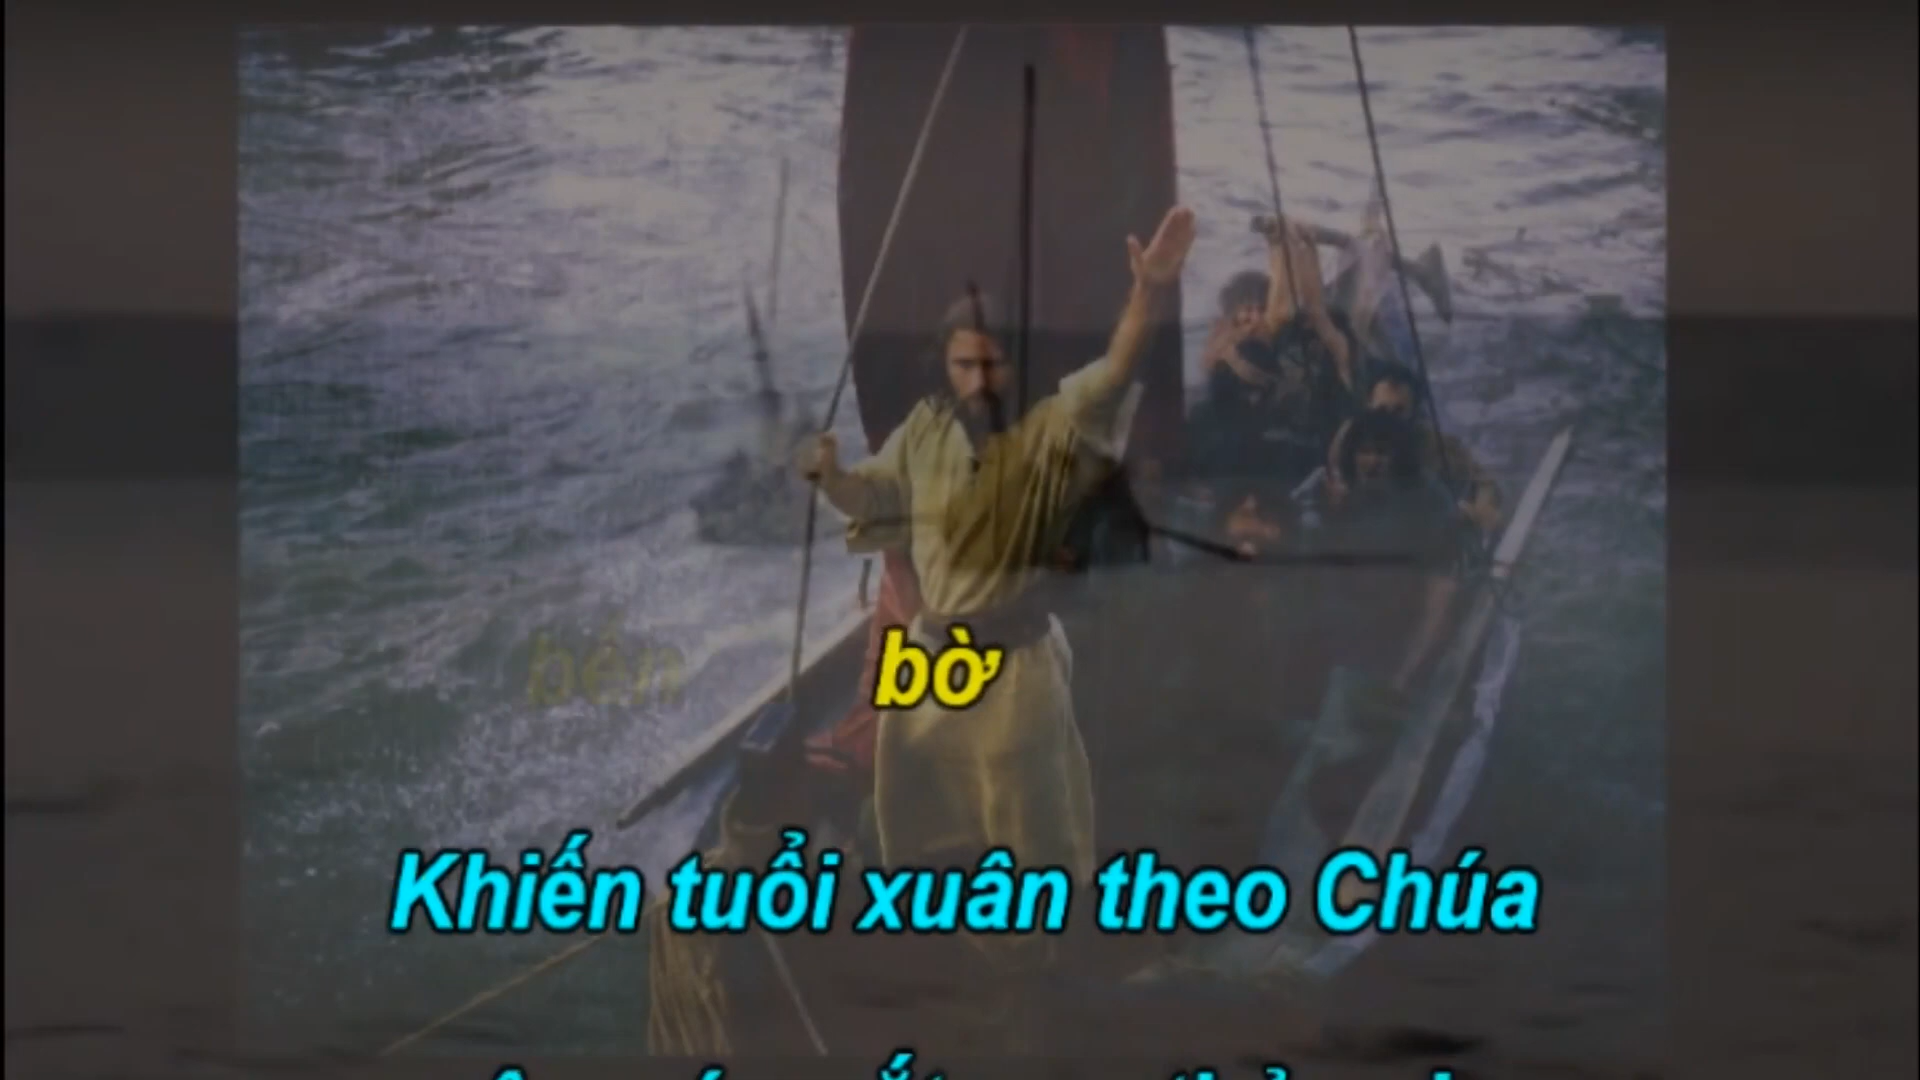 bến bờ
Khiến tuổi xuân theo Chúa